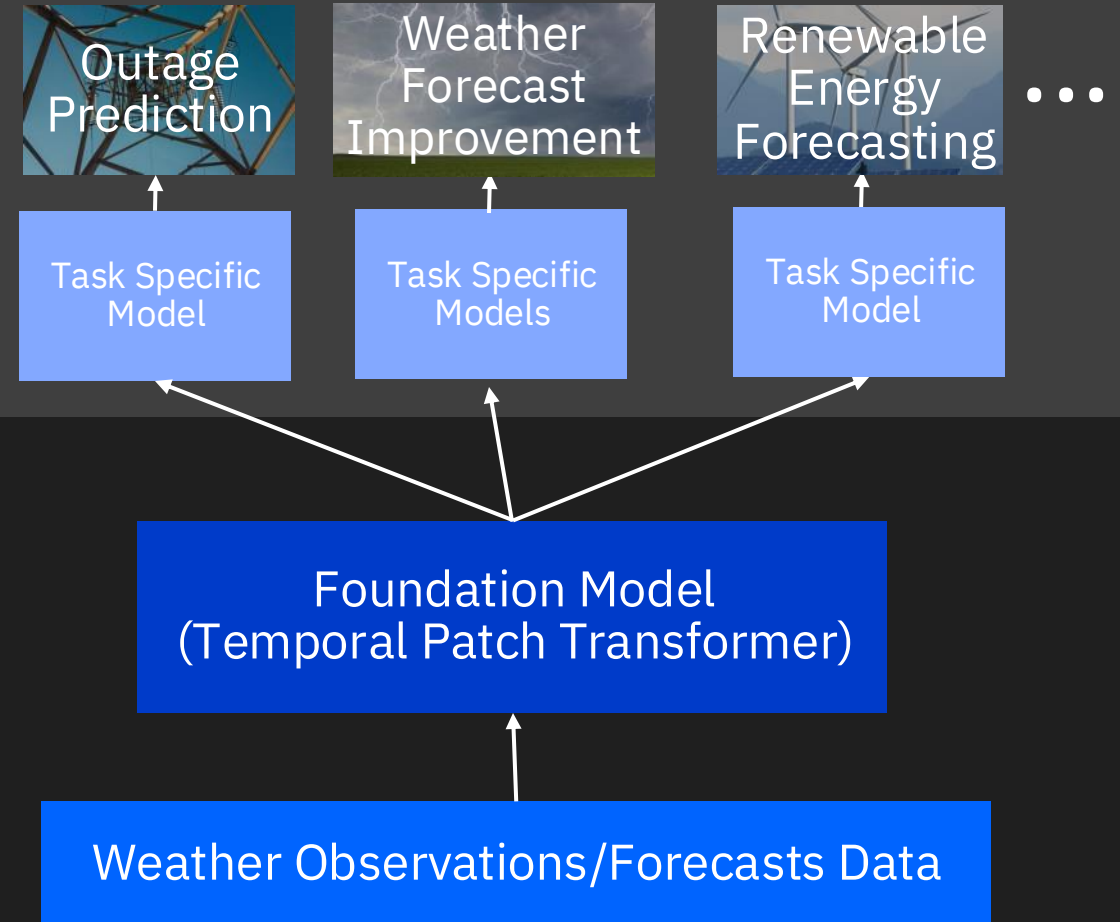 Outage
Prediction
Weather
Forecast
Improvement
Renewable
Energy
Forecasting
...
Task Specific
Model
Task Specific
Models
Task Specific
Model
Foundation Model
(Temporal Patch Transformer)
Weather Observations/Forecasts Data